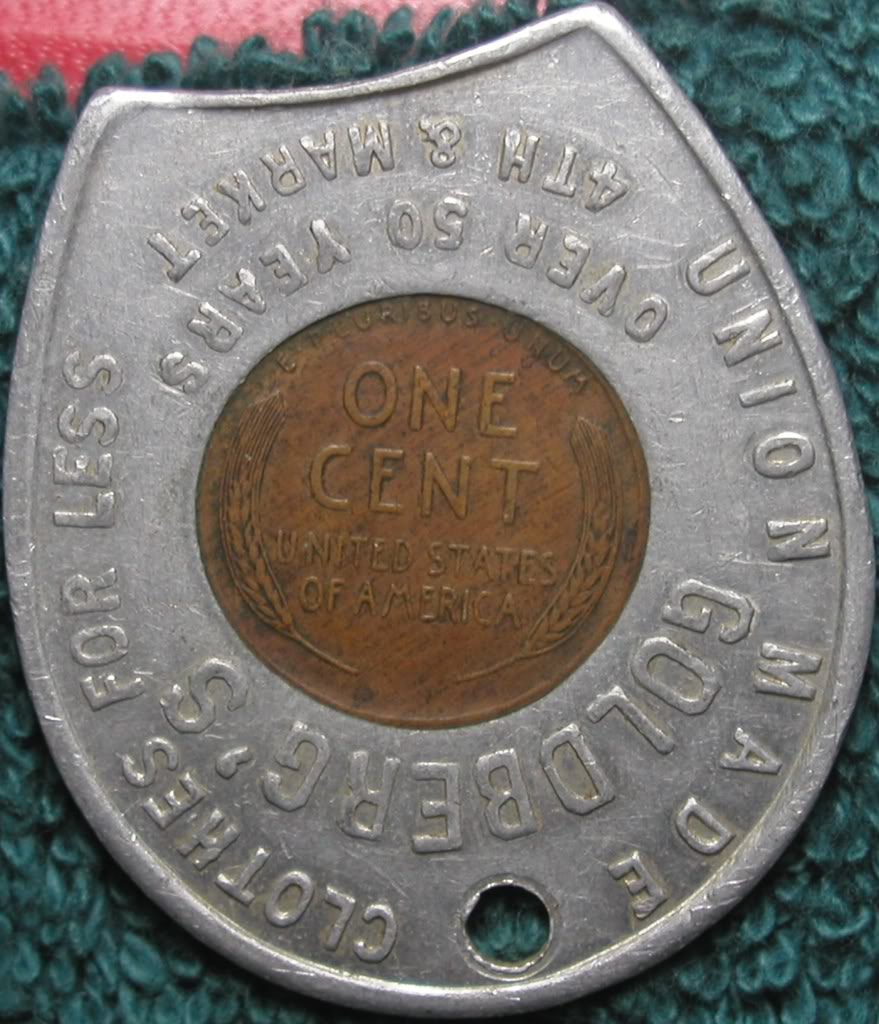 UNION MADE CLOTHES FOR LESS
GOLDBERG'S
OVER 50 YEARS
4TH & MARKET
E PLURIBUS UNUM
ONE
CENT
UNITED STATES
OF AMERICA